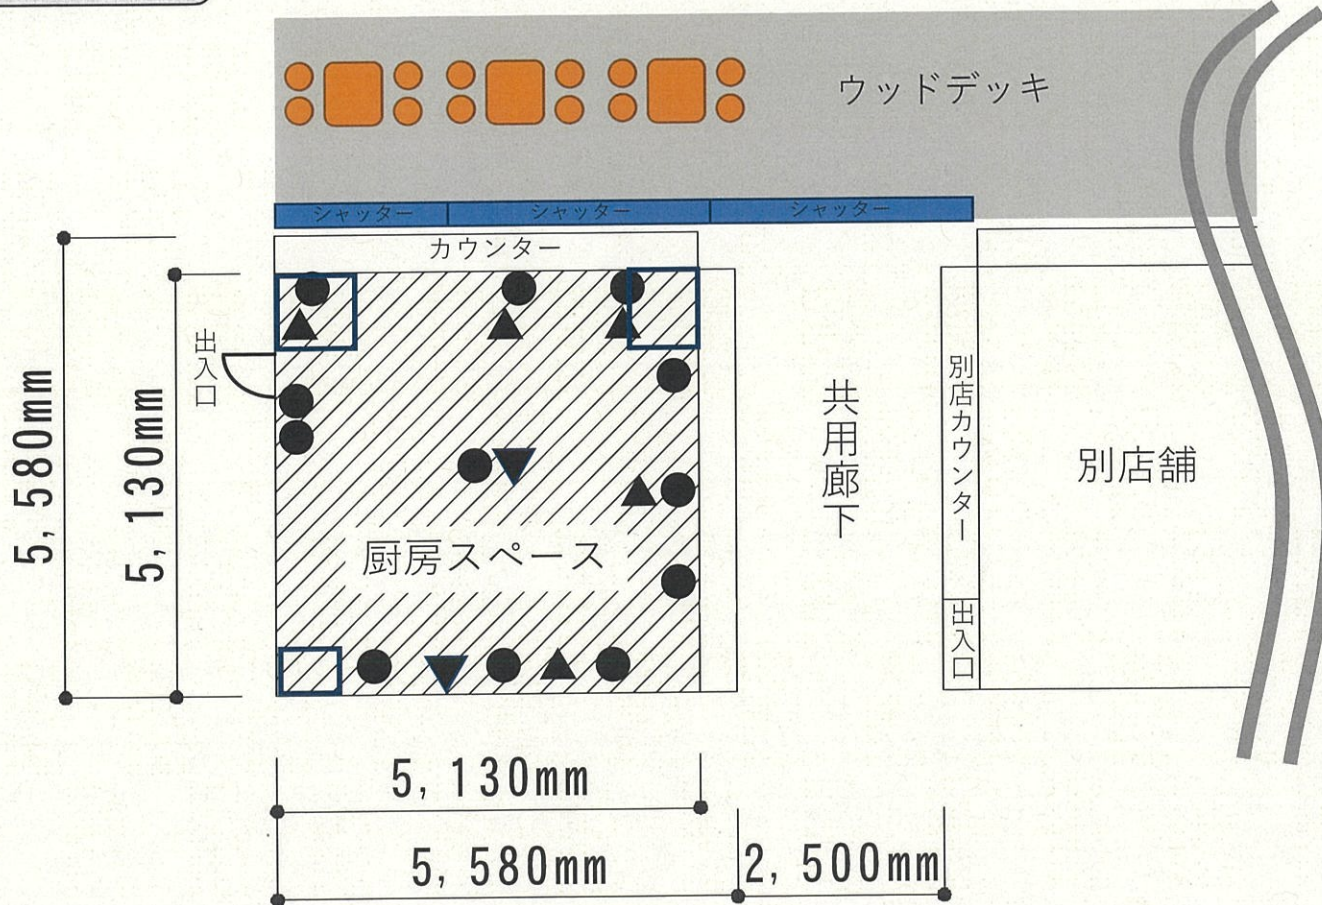 ウッドデッキ
シャッター
シャッター
シャッター
カウンター
出入口
5,580mm
5,130mm
共用廊下
別店カウンター
別店舗
厨房スペース
出入口
5,130mm
5,580mm
2,500mm